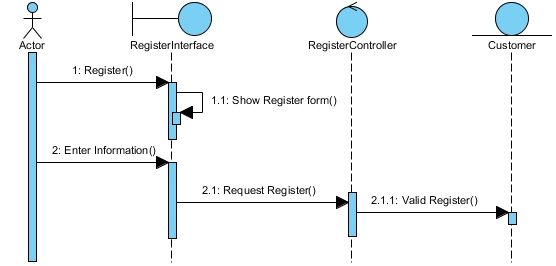 Actor
RegisterInterface
RegisterController
Customer
1: Register()
1.1: Show Register form()
2: Enter Information()
2.1: Request Register()
2.1.1: Valid Register()